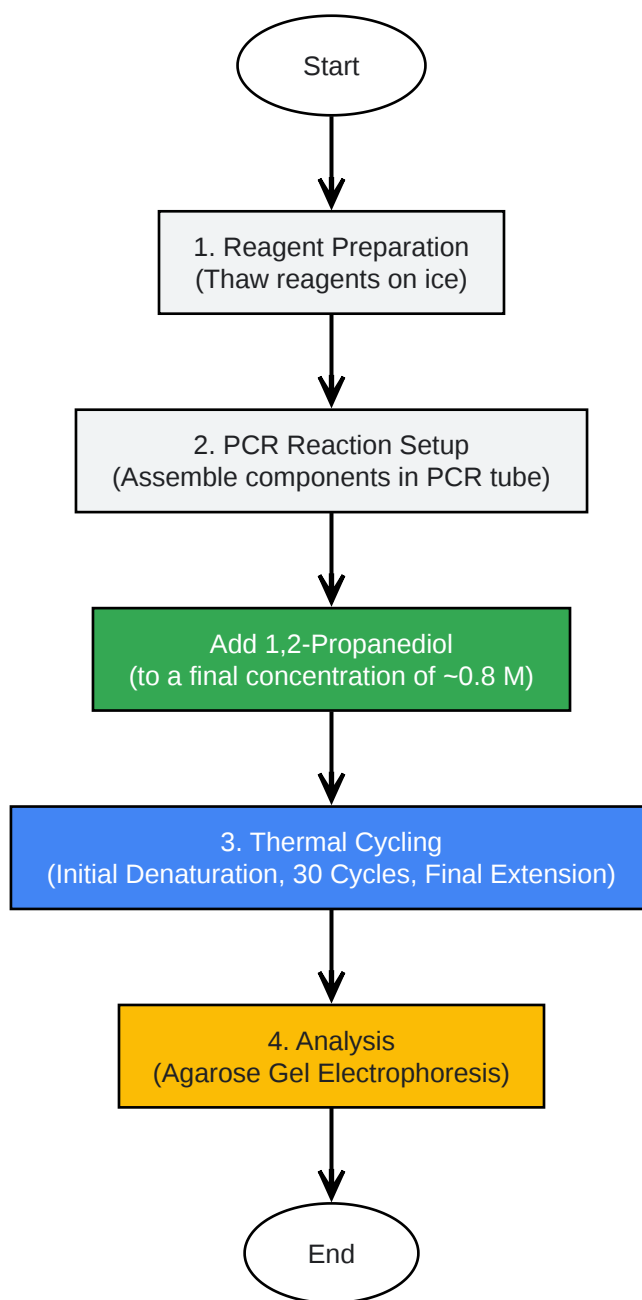 Start
1. Reagent Preparation
(Thaw reagents on ice)
2. PCR Reaction Setup
(Assemble components in PCR tube)
Add 1,2-Propanediol
(to a final concentration of ~0.8 M)
3. Thermal Cycling
(Initial Denaturation, 30 Cycles, Final Extension)
4. Analysis
(Agarose Gel Electrophoresis)
End